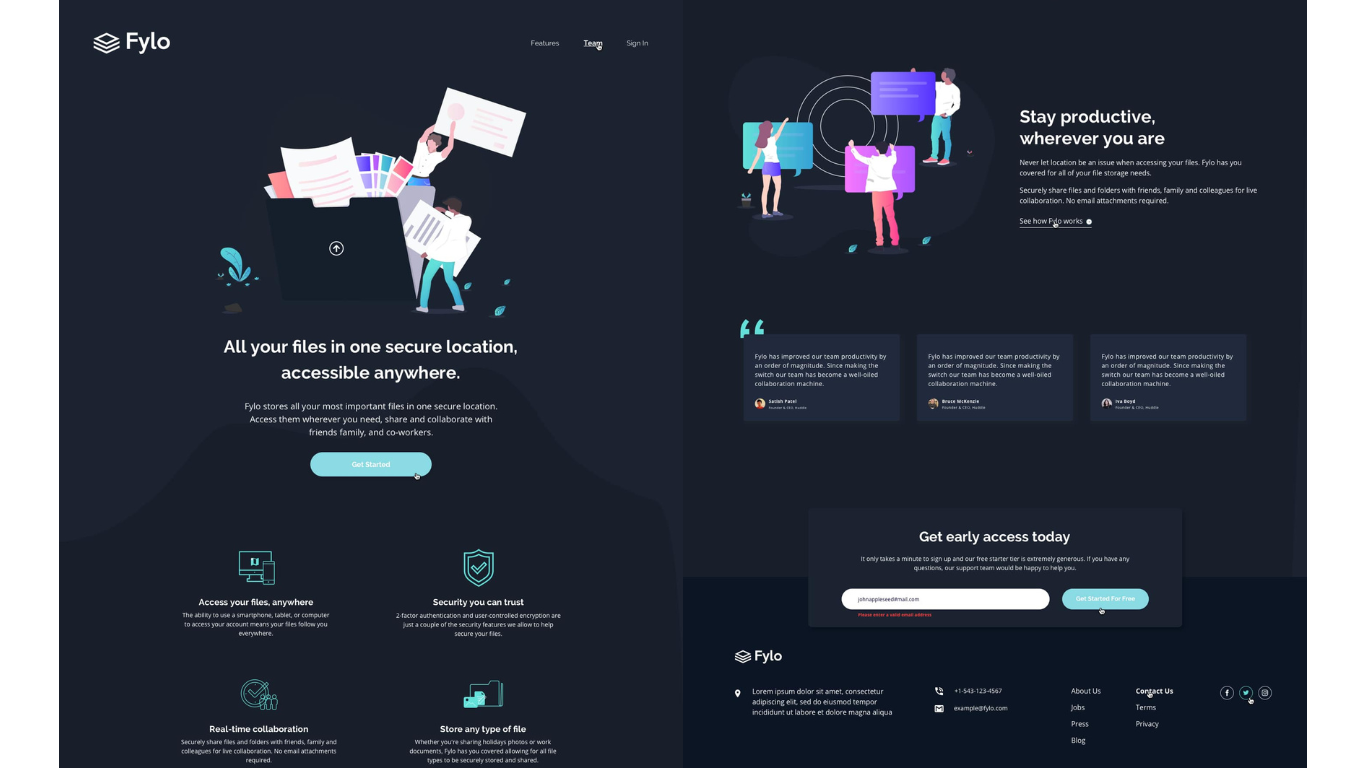 Fylo
Features Team Sign In
All your files in one secure location,
accessible anywhere.
Fylo stores all your most important files in one secure location.
Access them wherever you need, share and collaborate with
friends family, and co-workers.
Get Started
Access your files, anywhere
The ability to use a smartphone, tablet, or computer
to access your account means your files follow you
everywhere.
Security you can trust
2-factor authentication and user-controlled encryption are
just a couple of the security features we allow to help
secure your files.
Real-time collaboration
Securely share files and folders with friends, family and
colleagues for live collaboration. No email attachments
required.
Store any type of file
Whether you're sharing holidays photos or work
documents, Fylo has you covered allowing for all file
types to be securely stored and shared.
Stay productive,
wherever you are
Never let location be an issue when accessing your files. Fylo has you
covered for all of your file storage needs.
Securely share files and folders with friends, family and colleagues for live
collaboration. No email attachments required.
See how Fylo works
Fylo has improved our team productivity by
an order of magnitude. Since making the
switch our team has become a well-oiled
collaboration machine.
Satish Patel
Founder & CEO, Huddle
Fylo has improved our team productivity by
an order of magnitude. Since making the
switch our team has become a well-oiled
collaboration machine.
Bruce McKenzie
Founder & CEO, Huddle
Fylo has improved our team productivity by
an order of magnitude. Since making the
switch our team has become a well-oiled
collaboration machine.
Iva Boyd
Founder & CEO, Huddle
Get early access today
It only takes a minute to sign up and our free starter tier is extremely generous. If you have any
questions, our support team would be happy to help you.
johnappleseed#mail.com
Get Started For Free
Please enter a valid email address
Fylo
Lorem ipsum dolor sit amet, consectetur
adipiscing elit, sed do eiusmod tempor
incididunt ut labore et dolore magna aliqua
+1-543-123-4567
example@fylo.com
About Us
Jobs
Press
Blog
Contact Us
Terms
Privacy